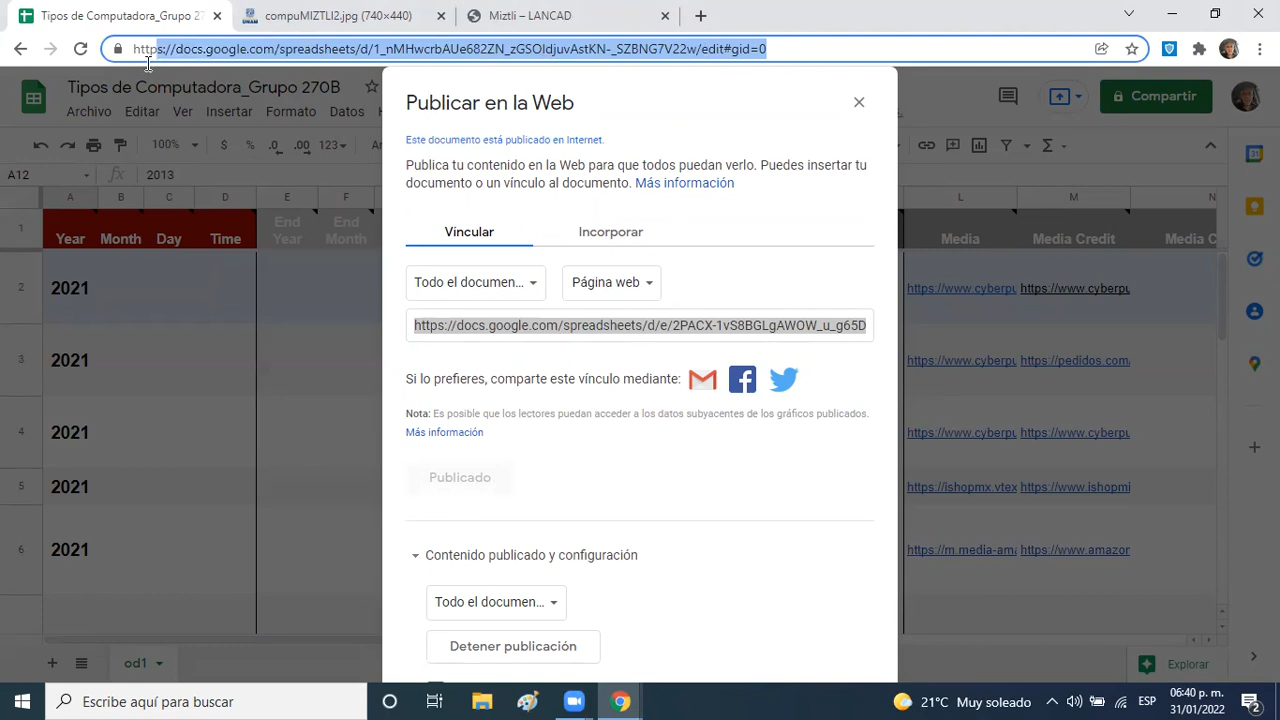 Tipos de Computadora_Grupo 27
compuMIZTLI2.jpg (740×440)
Miztli – LANCAD
https://docs.google.com/spreadsheets/d/1_nMHwcrbAUe682ZN_zGSOIdjuvAstKN-_SZBNG7V22w/edit#gid=0
Tipos de Computadora_Grupo 270B
Archivo Editar Ver Insertar Formato Datos
Compartir
100% $ % .0 .00 123
A12 2013
A B C D E F L M N
1 Year Month Day Time End Year End Month Media Media Credit Media C
2 2021 https://www.cyberpu https://www.cyberpu
3 2021 https://www.cyberpu https://pedidos.com
4 2021 https://www.cyberpu https://www.cyberpu
5 2021 https://ishopmx.vtex https://www.ishopmi
6 2021 https://m.media-ama https://www.amazor
Publicar en la Web
Este documento está publicado en Internet.
Publica tu contenido en la Web para que todos puedan verlo. Puedes insertar tu
documento o un vínculo al documento. Más información
Vincular Incorporar
Todo el documen... Página web
https://docs.google.com/spreadsheets/d/e/2PACX-1vS8BGLgAWOW_u_g65D
Si lo prefieres, comparte este vínculo mediante:
Nota: Es posible que los lectores puedan acceder a los datos subyacentes de los gráficos publicados.
Más información
Publicado
Contenido publicado y configuración
Todo el documen...
Detener publicación
od1
Explorar
Escribe aquí para buscar
21°C Muy soleado
ESP
06:40 p. m.
31/01/2022
2